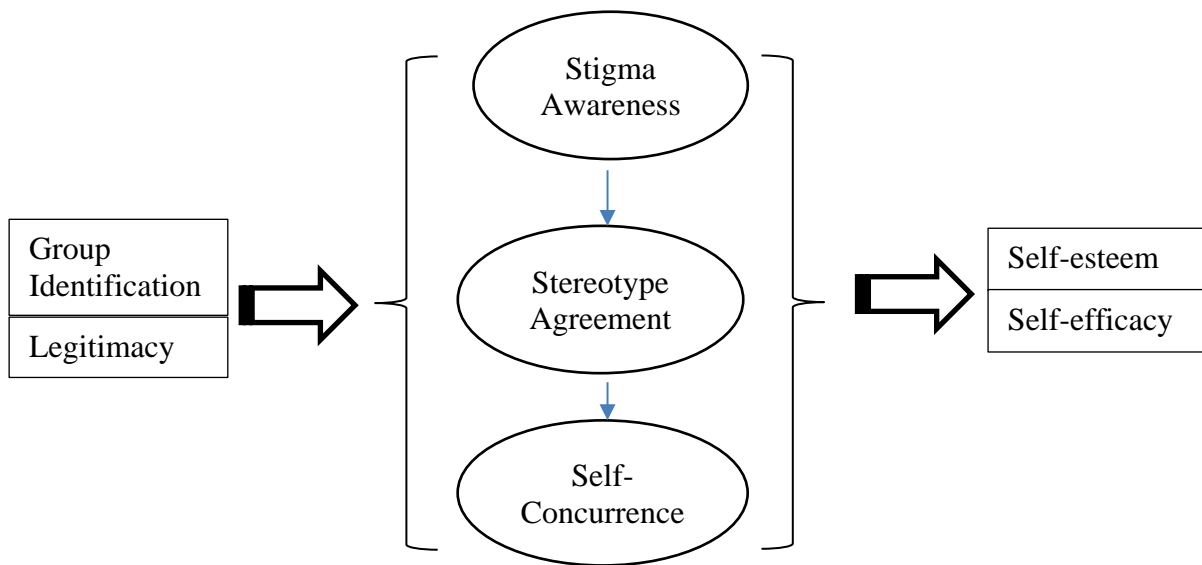 Stigma
Awareness
Group
Identification
Legitimacy
Stereotype
Agreement
Self-esteem
Self-efficacy
Self-
Concurrence